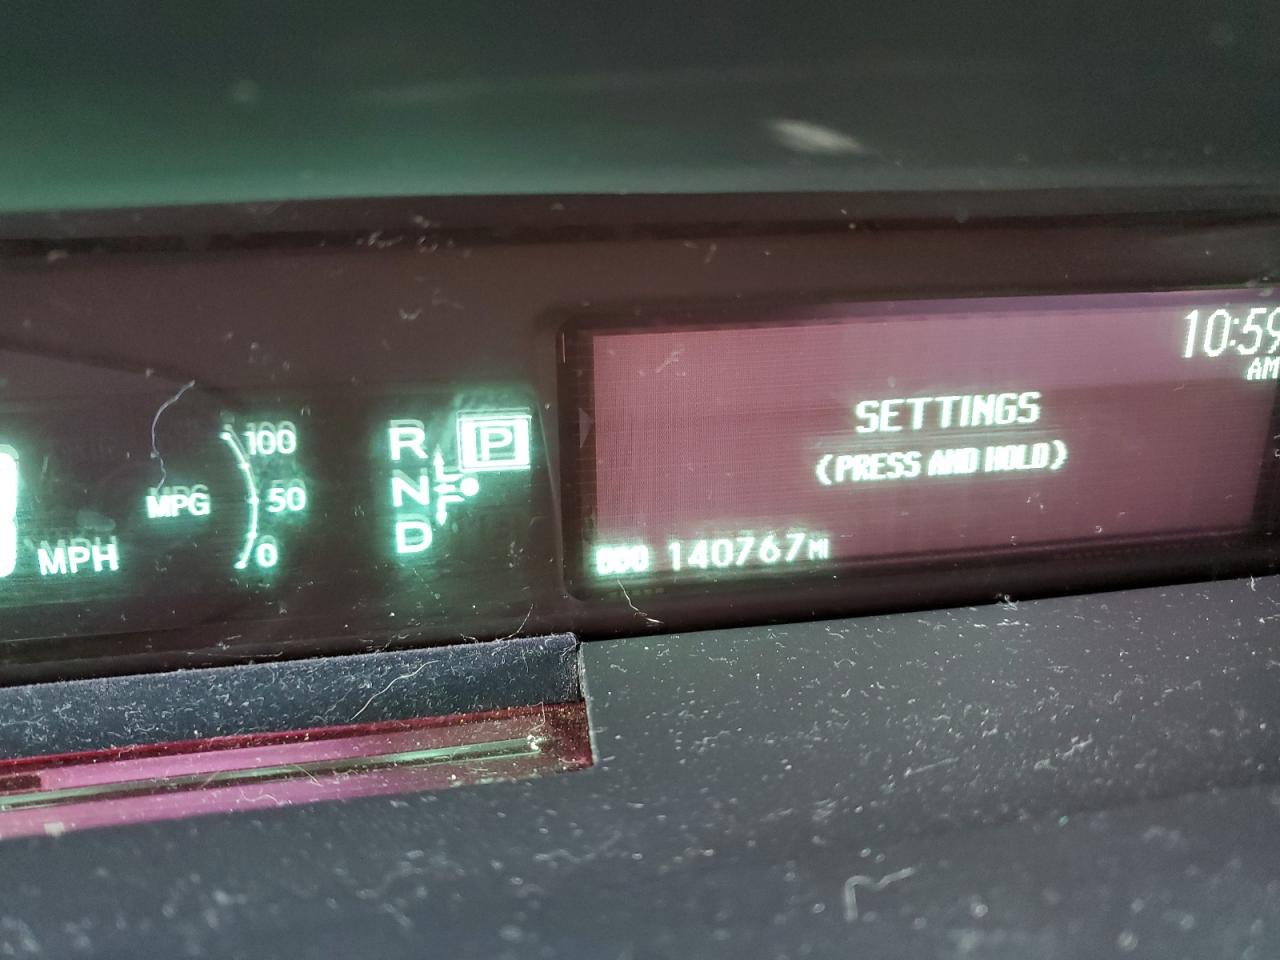 100
MPG
50
MPH
0
R
P
N
D
10:59
AM
SETTINGS
(PRESS AND HOLD)
ODO 140767MI